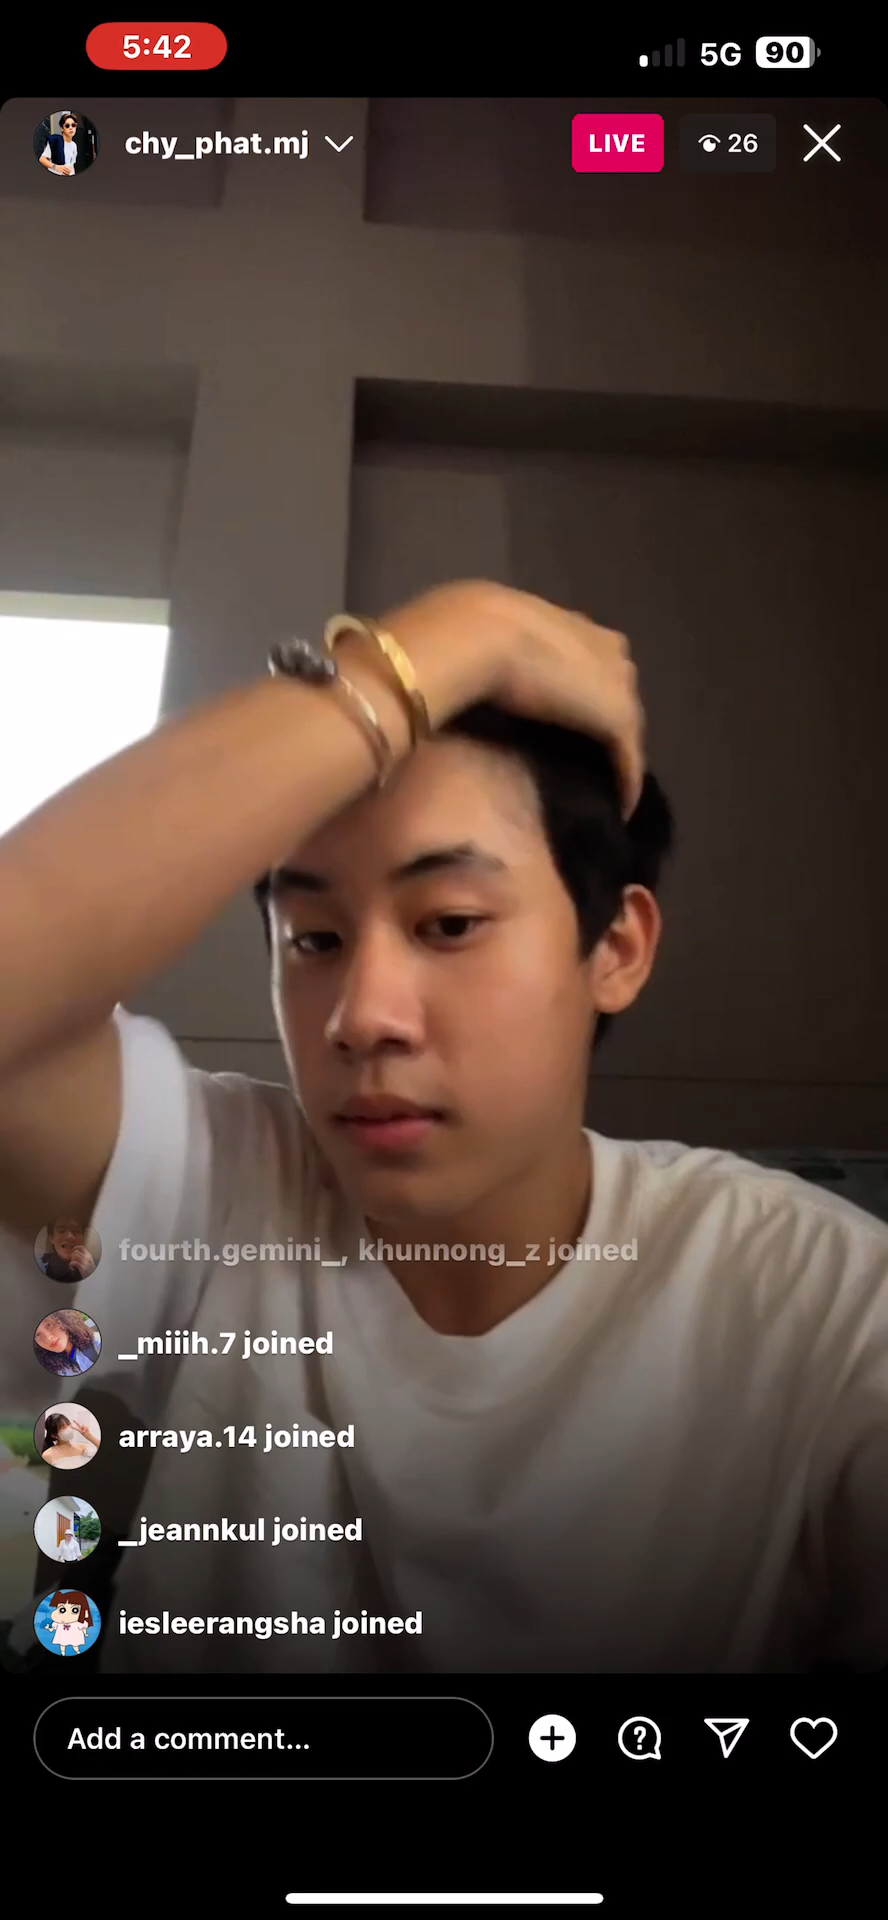 5:42
5G
90
chy_phat.mj
LIVE
26
fourth.gemini_, khunnong_z joined
_miiih.7 joined
arraya.14 joined
_jeannkul joined
iesleerangsha joined
Add a comment...